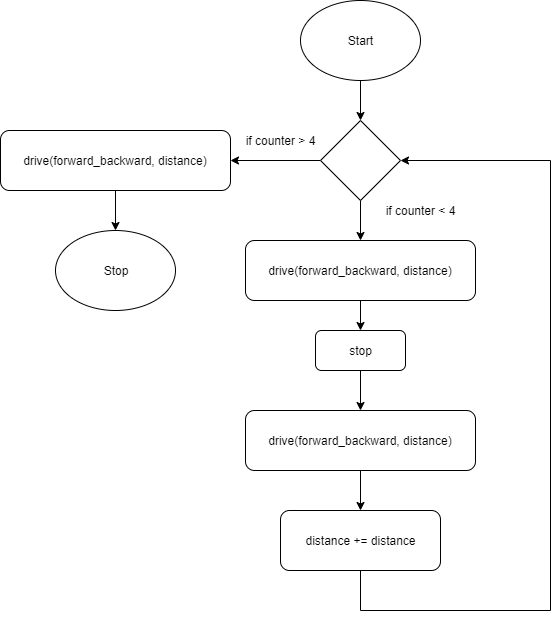 Start
if counter > 4
drive(forward_backward, distance)
Stop
if counter < 4
drive(forward_backward, distance)
stop
drive(forward_backward, distance)
distance += distance